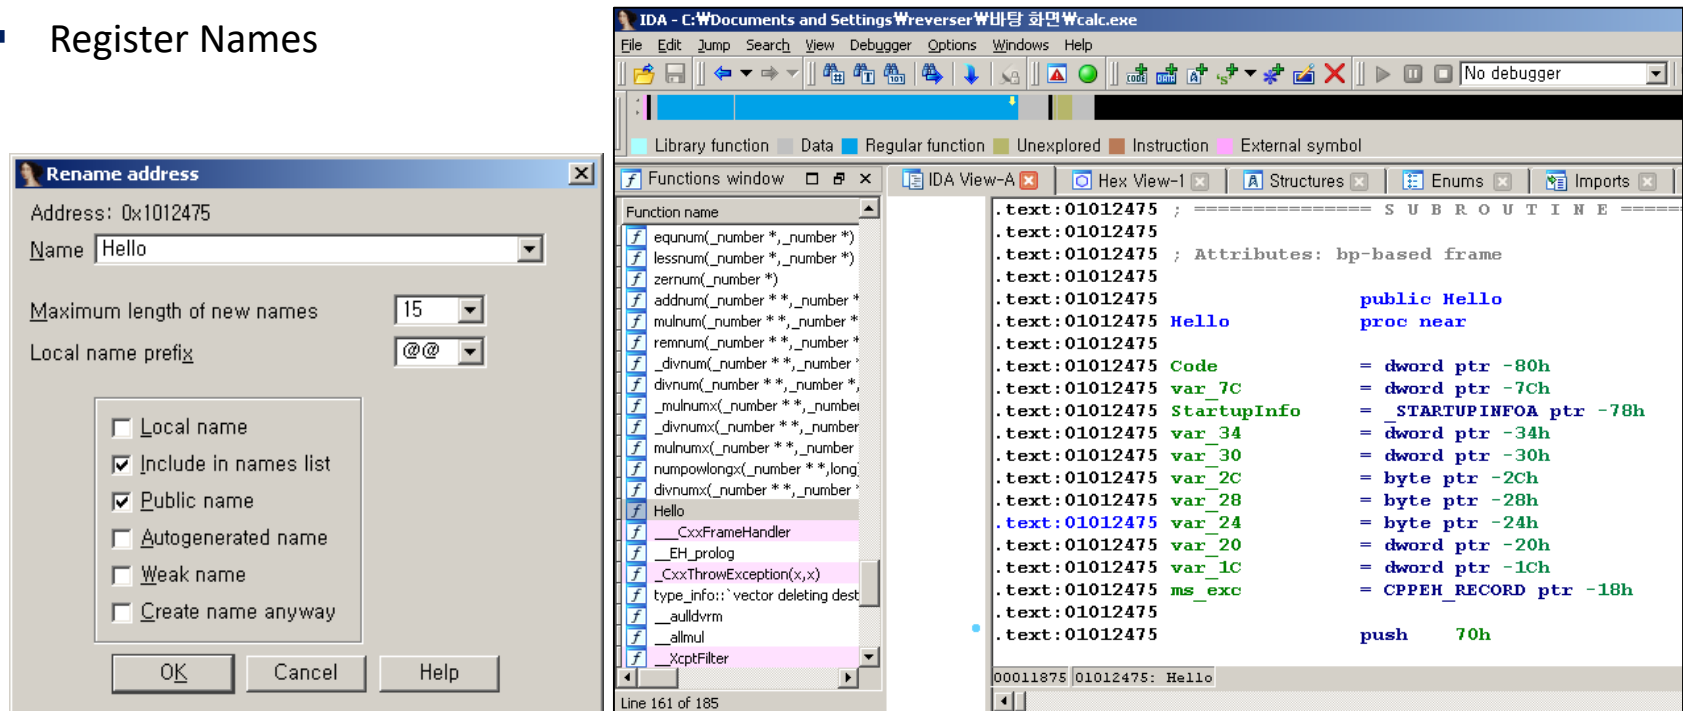 Register Names
Rename address
Address: 0x1012475
Name Hello
Maximum length of new names 15
Local name prefix @@
Local name
Include in names list
Public name
Autogenerated name
Weak name
Create name anyway
OK Cancel Help
IDA - C:₩Documents and Settings₩reverser₩바탕 화면₩calc.exe
File Edit Jump Search View Debugger Options Windows Help
No debugger
Library function Data Regular function Unexplored Instruction External symbol
Functions window
Function name
equnum(_number *,_number *)
lessnum(_number *,_number *)
zernum(_number *)
addnum(_number * *,_number *
mulnum(_number * *,_number *
remnum(_number * *,_number *
_divnum(_number * *,_number *
divnum(_number * *,_number *,
_mulnumx(_number * *,_number
_divnumx(_number * *,_number
mulnumx(_number * *,_number
numpowlongx(_number * *,long)
divnumx(_number * *,_number *
Hello
___CxxFrameHandler
__EH_prolog
_CxxThrowException(x,x)
type_info::`vector deleting dest
__aulldvrm
__allmul
__XcptFilter
Line 161 of 185
IDA View-A Hex View-1 Structures Enums Imports
.text:01012475 ; =============== S U B R O U T I N E =====
.text:01012475
.text:01012475 ; Attributes: bp-based frame
.text:01012475
.text:01012475 public Hello
.text:01012475 Hello proc near
.text:01012475
.text:01012475 Code = dword ptr -80h
.text:01012475 var_7C = dword ptr -7Ch
.text:01012475 StartupInfo = _STARTUPINFOA ptr -78h
.text:01012475 var_34 = dword ptr -34h
.text:01012475 var_30 = dword ptr -30h
.text:01012475 var_2C = byte ptr -2Ch
.text:01012475 var_28 = byte ptr -28h
.text:01012475 var_24 = byte ptr -24h
.text:01012475 var_20 = dword ptr -20h
.text:01012475 var_1C = dword ptr -1Ch
.text:01012475 ms_exc = CPPEH_RECORD ptr -18h
.text:01012475
.text:01012475 push 70h
00011875 01012475: Hello